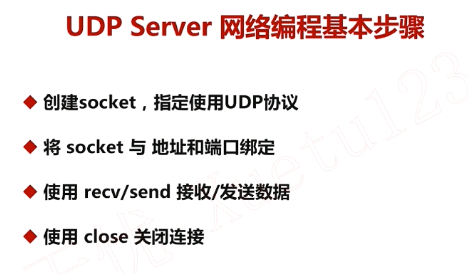 UDP Server 网络编程基本步骤
创建socket，指定使用UDP协议
将 socket 与 地址和端口绑定
使用 recv/send 接收/发送数据
使用 close 关闭连接